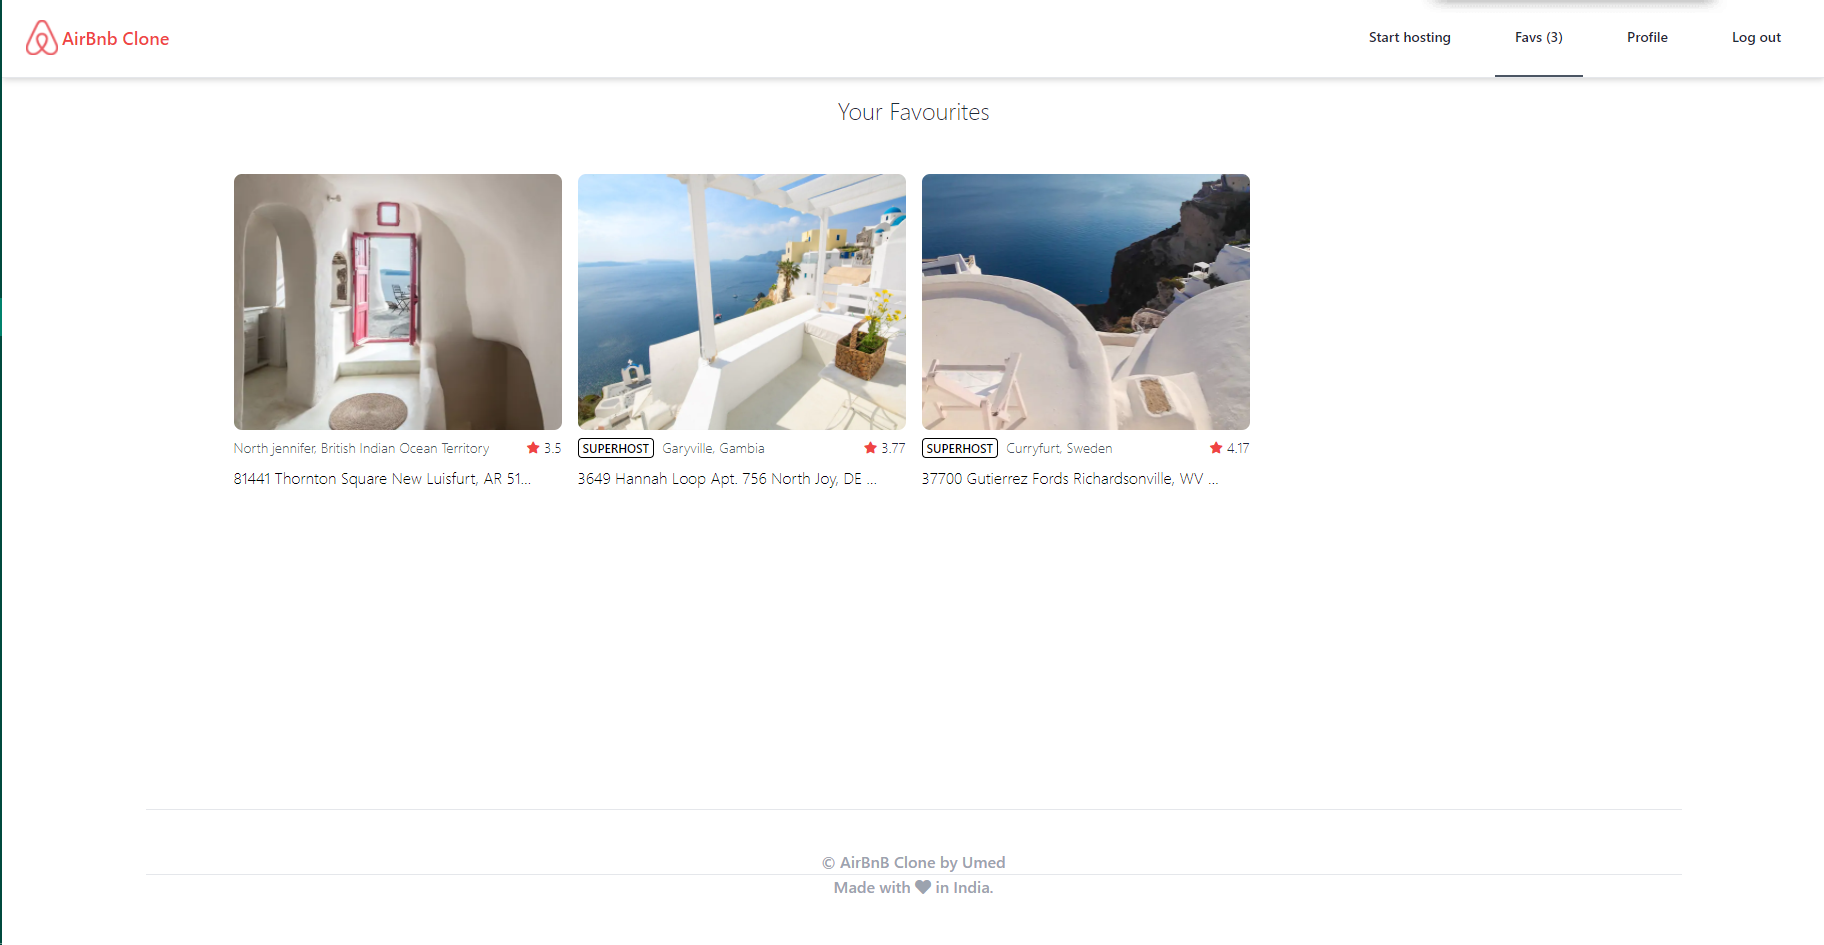 AirBnb Clone
Start hosting
Favs (3)
Profile
Log out
Your Favourites
North jennifer, British Indian Ocean Territory
3.5
81441 Thornton Square New Luisfurt, AR 51...
SUPERHOST
Garyville, Gambia
3.77
3649 Hannah Loop Apt. 756 North Joy, DE ...
SUPERHOST
Curryfurt, Sweden
4.17
37700 Gutierrez Fords Richardsonville, WV ...
© AirBnB Clone by Umed
Made with ♥ in India.